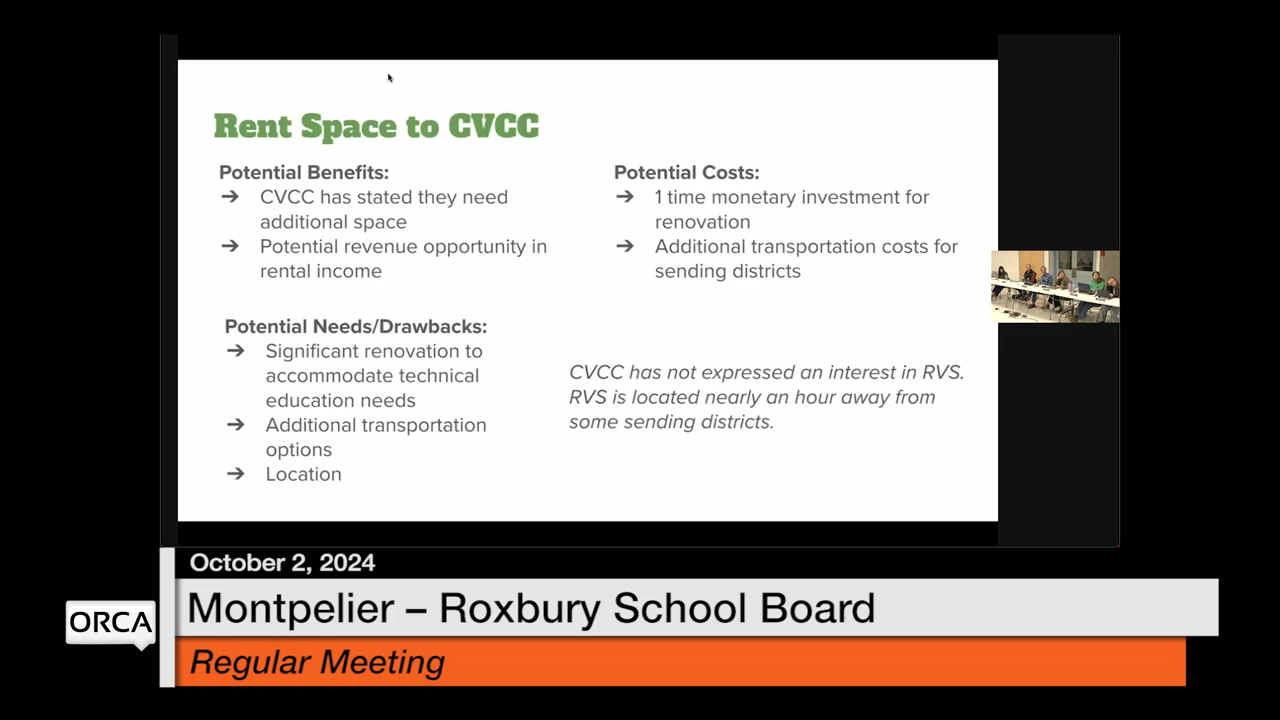 Rent Space to CVCC
Potential Benefits:
➔ CVCC has stated they need
additional space
➔ Potential revenue opportunity in
rental income
Potential Costs:
➔ 1 time monetary investment for
renovation
➔ Additional transportation costs for
sending districts
Potential Needs/Drawbacks:
➔ Significant renovation to
accommodate technical
education needs
➔ Additional transportation
options
➔ Location
CVCC has not expressed an interest in RVS.
RVS is located nearly an hour away from
some sending districts.
October 2, 2024
Montpelier – Roxbury School Board
ORCA
Regular Meeting